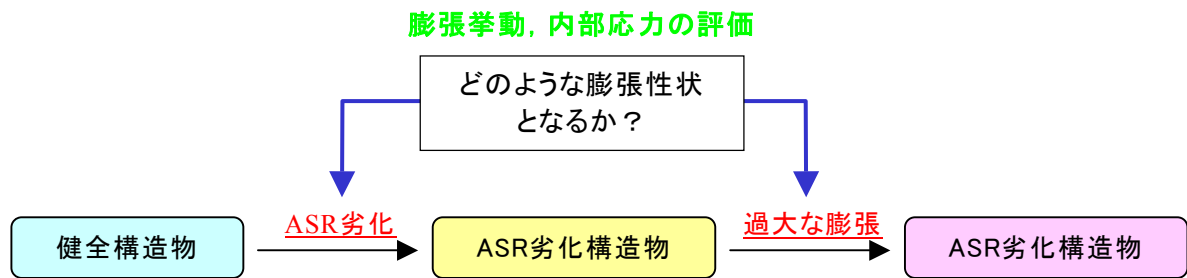 膨張挙動，内部応力の評価
どのような膨張性状
となるか？
ASR劣化
過大な膨張
健全構造物
ASR劣化構造物
ASR劣化構造物